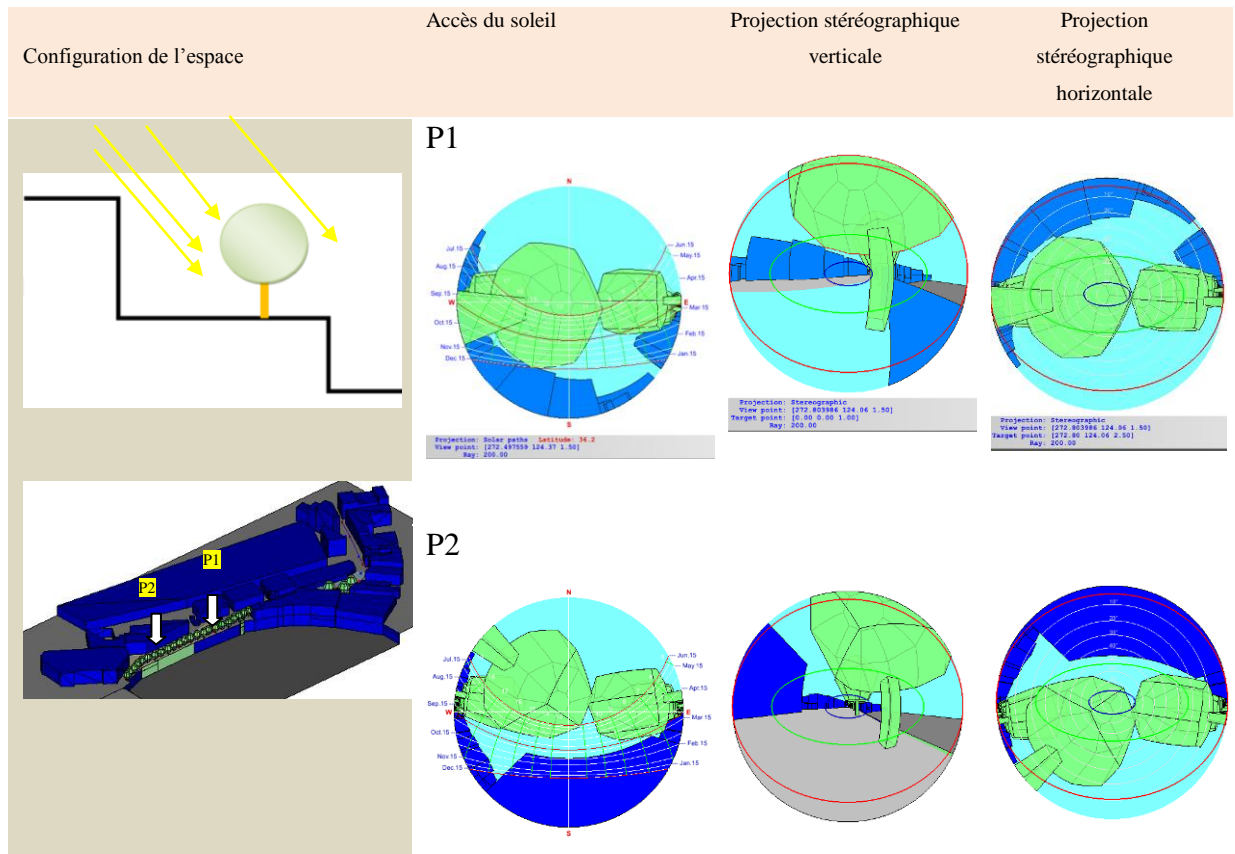 Configuration de l’espace
Accès du soleil
Projection stéréographique
verticale
Projection
stéréographique
horizontale
P1
N
Jul.15
Aug.15
Sep.15
W
Oct.15
Nov.15
Dec.15
Jun.15
May.15
Apr.15
E
Mar.15
Feb.15
Jan.15
S
Projection: Solar paths Latitude: 36.2
View point: [272.497559 124.37 1.50]
Ray: 200.00
Projection: Stereographic
View point: [272.803986 124.06 1.50]
Target point: [0.00 0.00 1.00]
Ray: 200.00
Projection: Stereographic
View point: [272.803986 124.06 1.50]
Target point: [272.80 124.06 2.50]
Ray: 200.00
P1
P2
P2
N
Jul.15
Aug.15
Sep.15
W
Oct.15
Nov.15
Dec.15
Jun.15
May 15
Apr.15
E
Mar 15
Feb 15
Jan.15
S
10°
20°
30°
40°